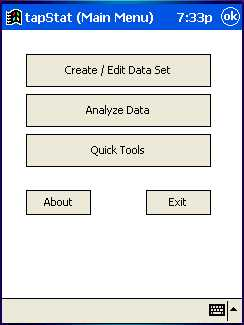 tapStat (Main Menu) 7:33p ok
Create / Edit Data Set
Analyze Data
Quick Tools
About Exit